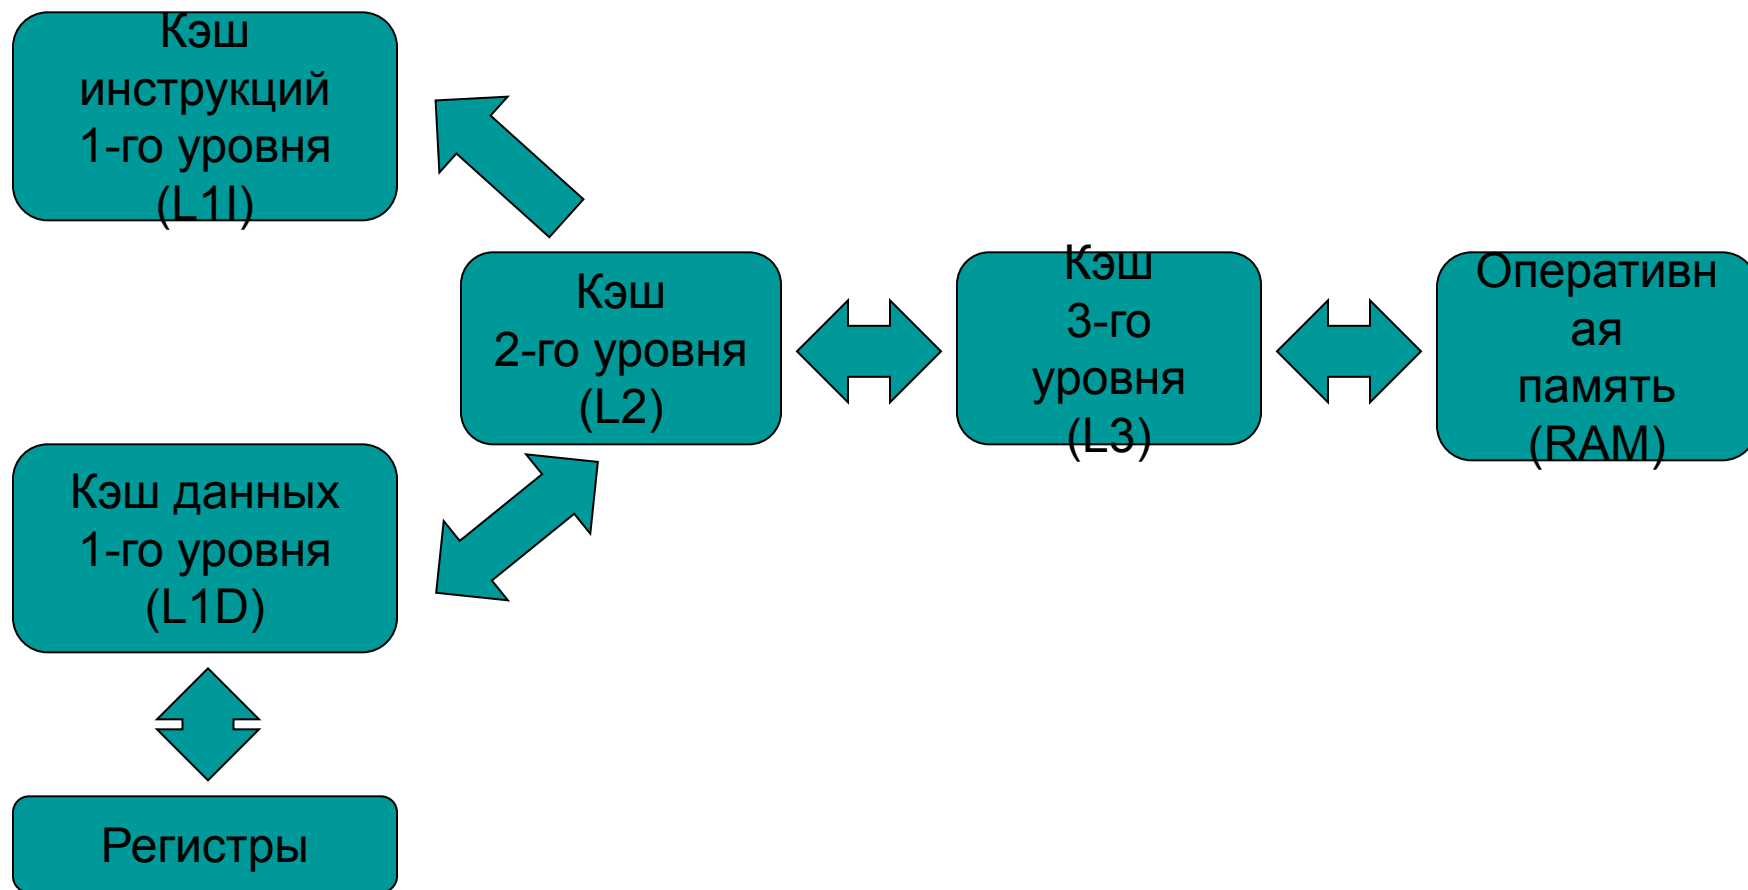 Кэш
инструкций
1-го уровня
(L1I)
Кэш
2-го уровня
(L2)
Кэш
3-го
уровня
(L3)
Оперативн
ая
память
(RAM)
Кэш данных
1-го уровня
(L1D)
Регистры